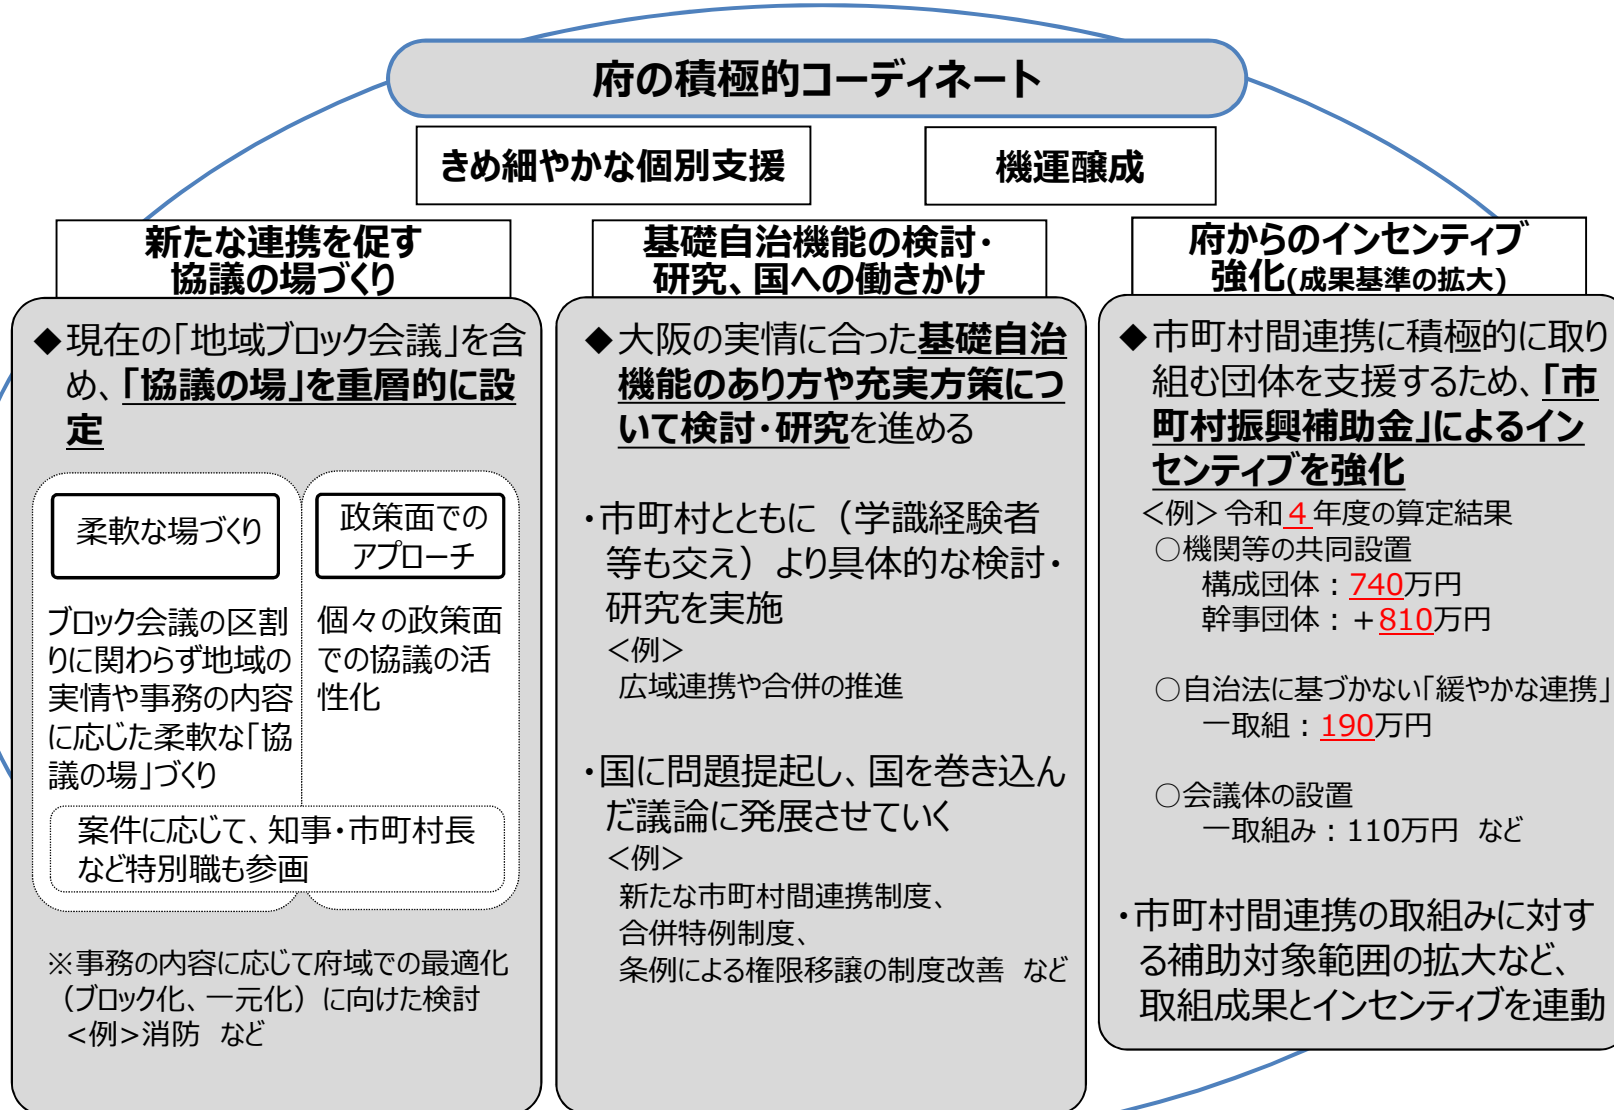 府の積極的コーディネート
きめ細やかな個別支援
機運醸成
新たな連携を促す
協議の場づくり
◆現在の「地域ブロック会議」を含
め、「協議の場」を重層的に設
定
柔軟な場づくり
ブロック会議の区割
りに関わらず地域の
実情や事務の内容
に応じた柔軟な「協
議の場」づくり
政策面での
アプローチ
個々の政策面
での協議の活
性化
案件に応じて、知事・市町村長
など特別職も参画
※事務の内容に応じて府域での最適化
（ブロック化、一元化）に向けた検討
<例>消防　など
基礎自治機能の検討・
研究、国への働きかけ
◆大阪の実情に合った基礎自治
機能のあり方や充実方策につ
いて検討・研究を進める
・市町村とともに（学識経験者
等も交え）より具体的な検討・
研究を実施
＜例＞
広域連携や合併の推進
・国に問題提起し、国を巻き込ん
だ議論に発展させていく
＜例＞
新たな市町村間連携制度、
合併特例制度、
条例による権限移譲の制度改善　など
府からのインセンティブ
強化(成果基準の拡大)
◆市町村間連携に積極的に取り
組む団体を支援するため、「市
町村振興補助金」によるイン
センティブを強化
＜例＞令和４年度の算定結果
○機関等の共同設置
構成団体：740万円
幹事団体：＋810万円
○自治法に基づかない「緩やかな連携」
一取組：190万円
○会議体の設置
一取組み：110万円　など
・市町村間連携の取組みに対す
る補助対象範囲の拡大など、
取組成果とインセンティブを連動